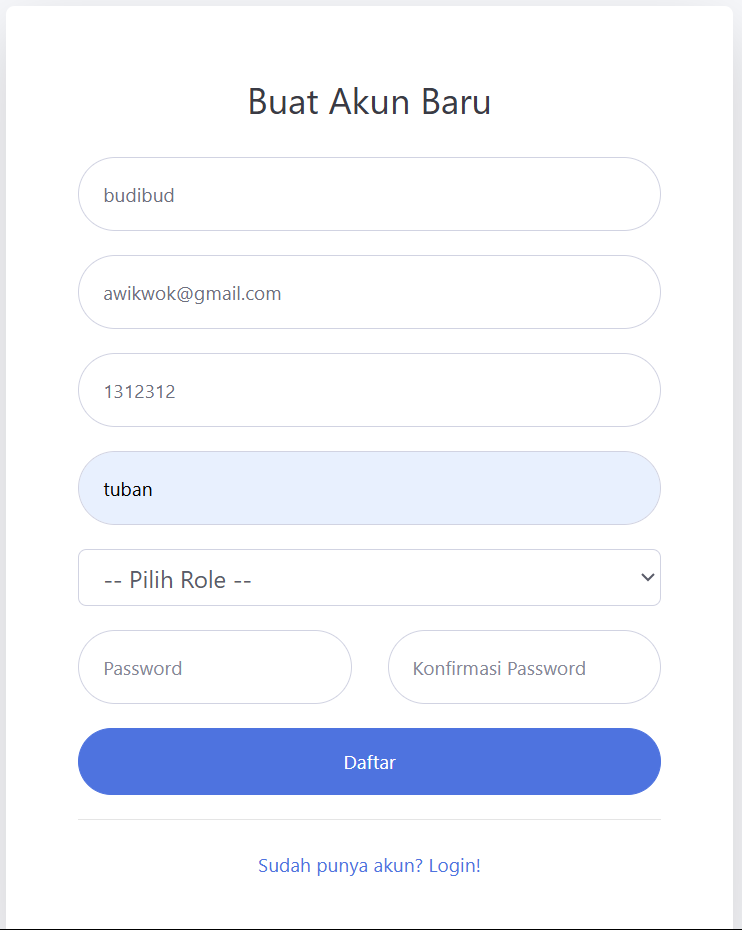 Buat Akun Baru
budibud
awikwok@gmail.com
1312312
tuban
-- Pilih Role --
Password
Konfirmasi Password
Daftar
Sudah punya akun? Login!